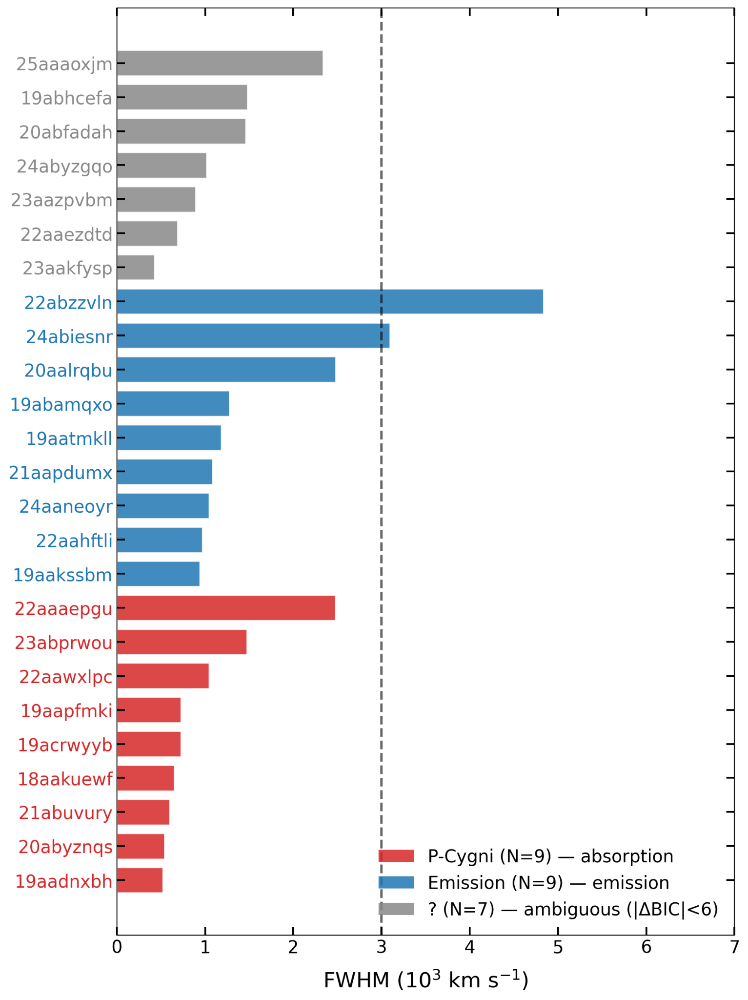 25aaaoxjm
19abhcefa
20abfadah
24abyzgqo
23aazpvbm
22aaezdtd
23aakfysp
22abzzvln
24abiesnr
20aalrqbu
19abamqxo
19aatmkll
21aapdumx
24aaneoyr
22aahftli
19aakssbm
22aaaepgu
23abprwou
22aawxlpc
19aapfmki
19acrwyyb
18aakuewf
21abuvury
20abyznqs
19aadnxbh
P-Cygni (N=9) — absorption
Emission (N=9) — emission
? (N=7) — ambiguous (|ΔBIC|<6)
0 1 2 3 4 5 6 7
FWHM (10³ km s⁻¹)